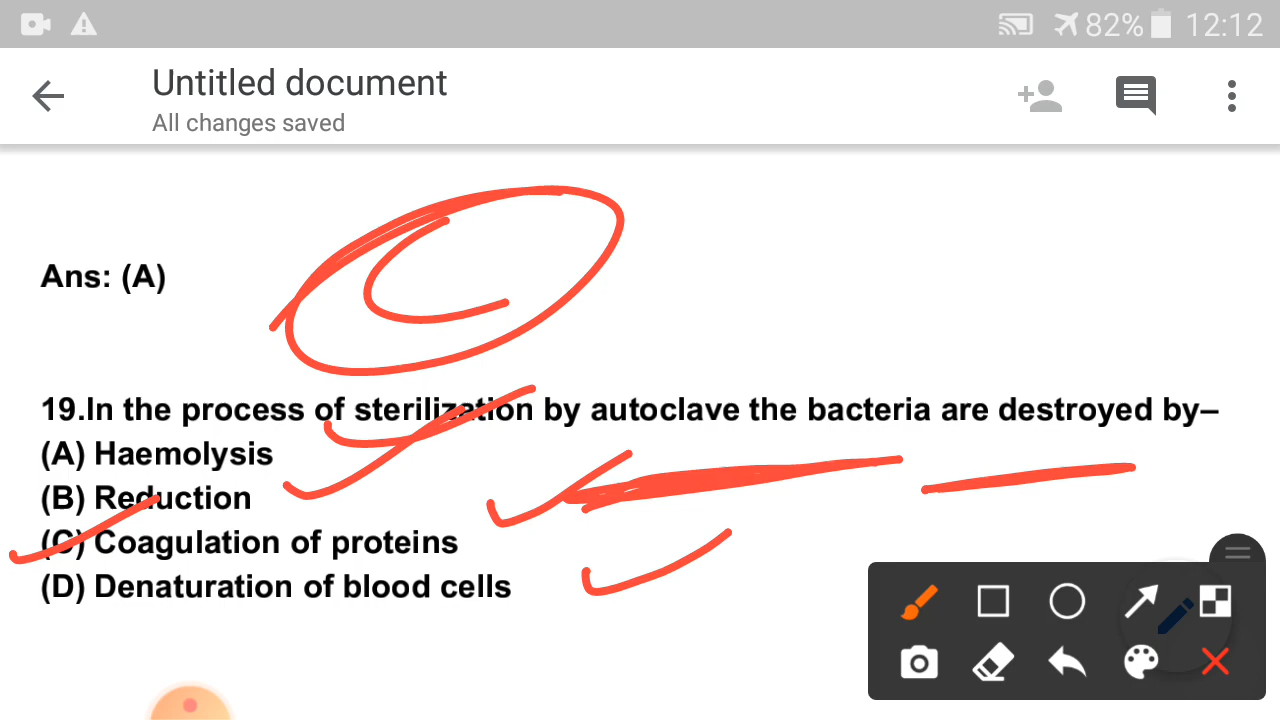 82% 12:12
Untitled document
All changes saved
Ans: (A)
19.In the process of sterilization by autoclave the bacteria are destroyed by–
(A) Haemolysis
(B) Reduction
(C) Coagulation of proteins
(D) Denaturation of blood cells